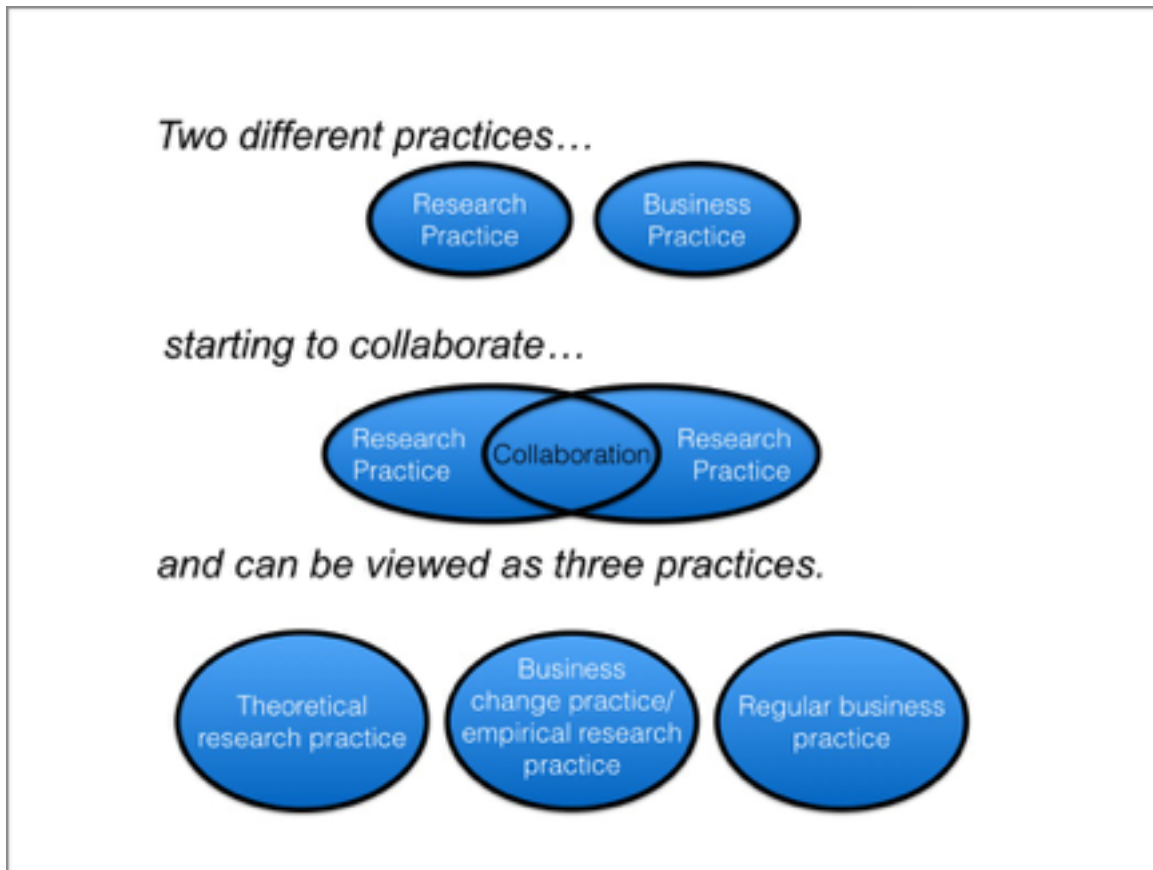 Two different practices…
Research
Practice
Business
Practice
starting to collaborate…
Research
Practice
Collaboration
Research
Practice
and can be viewed as three practices.
Theoretical
research practice
Business
change practice/
empirical research
practice
Regular business
practice